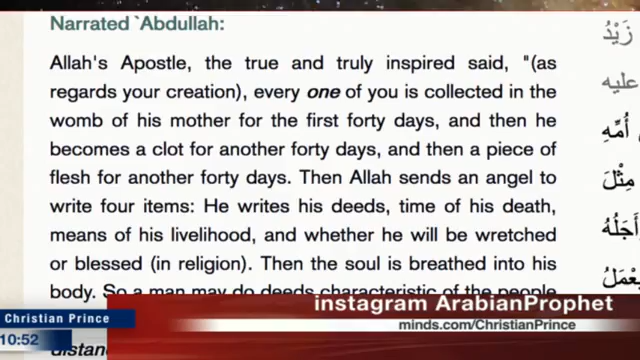 Narrated `Abdullah:
Allah's Apostle, the true and truly inspired said, "(as
regards your creation), every one of you is collected in the
womb of his mother for the first forty days, and then he
becomes a clot for another forty days, and then a piece of
flesh for another forty days. Then Allah sends an angel to
write four items: He writes his deeds, time of his death,
means of his livelihood, and whether he will be wretched
or blessed (in religion). Then the soul is breathed into his
body. So a man may do deeds characteristic of the people
زَيْدُ
عليه
أُمِّهِ
مِثْلَ
أَجَلُهُ
يَعْمَلُ
instagram ArabianProphet
Christian Prince
minds.com/ChristianPrince
10:52